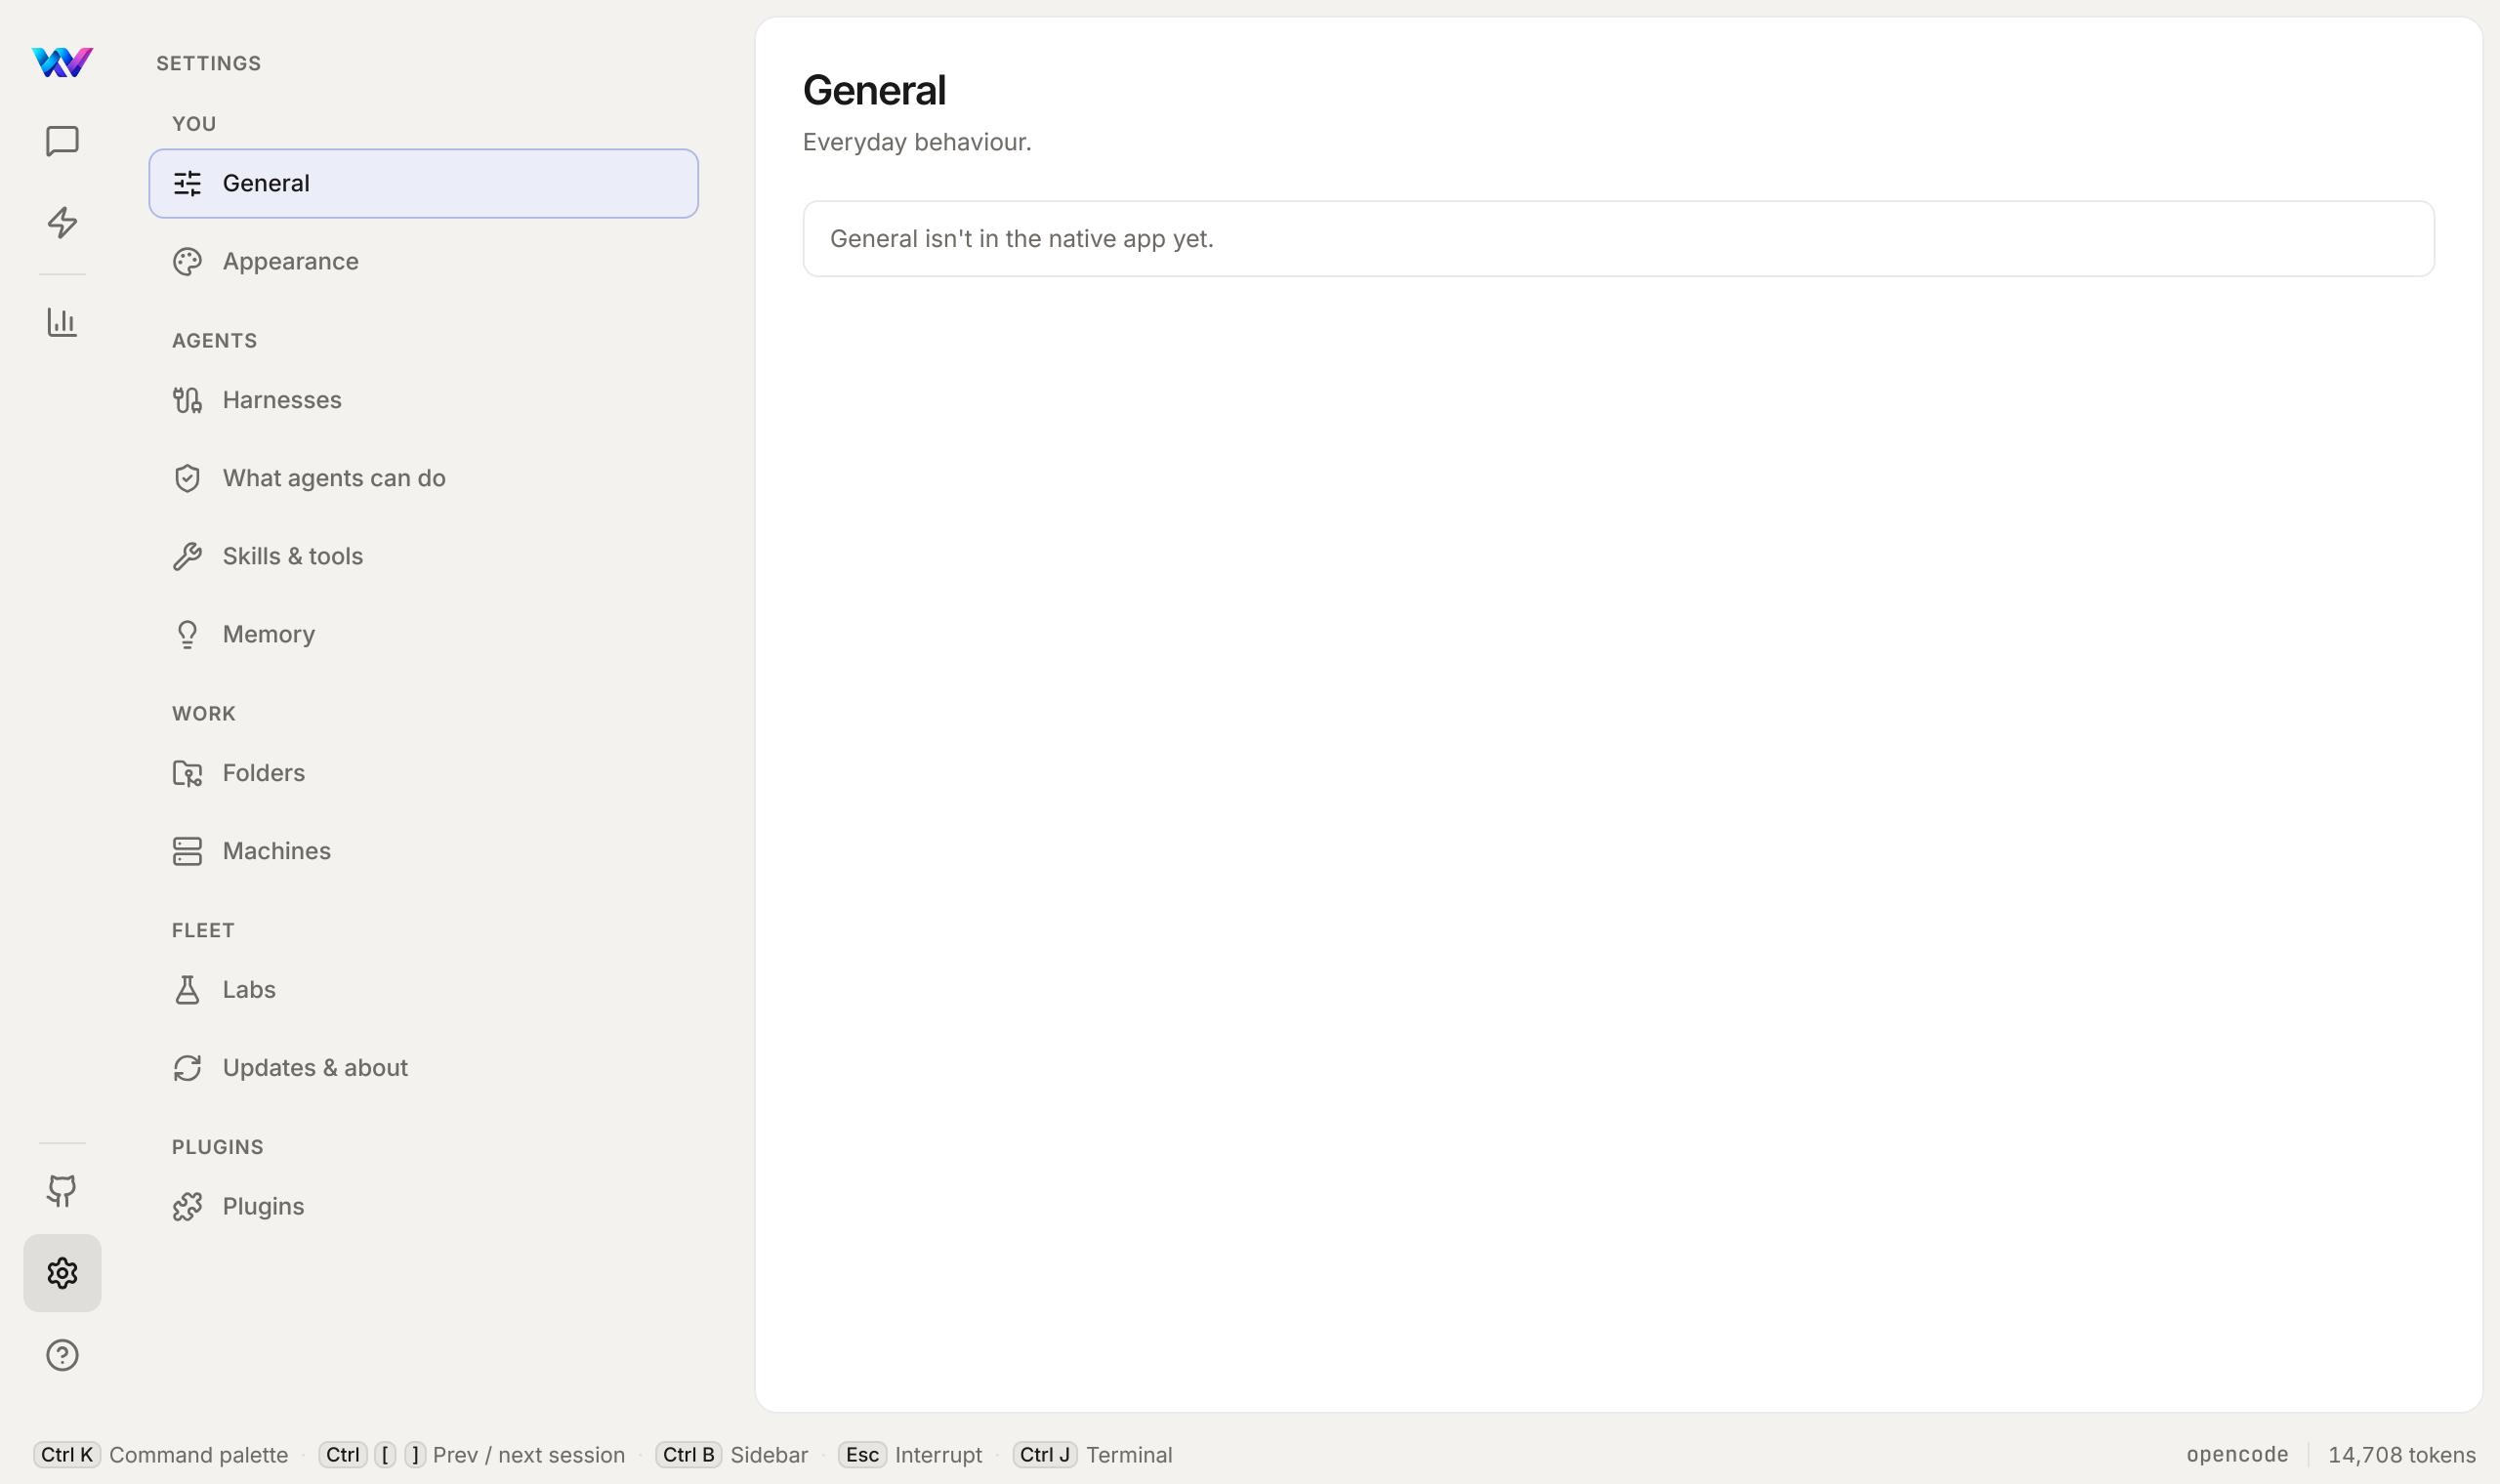 SETTINGS
YOU
General
Appearance
AGENTS
Harnesses
What agents can do
Skills & tools
Memory
WORK
Folders
Machines
FLEET
Labs
Updates & about
PLUGINS
Plugins
General
Everyday behaviour.
General isn't in the native app yet.
Ctrl K Command palette · Ctrl [ ] Prev / next session · Ctrl B Sidebar · Esc Interrupt · Ctrl J Terminal
opencode 14,708 tokens